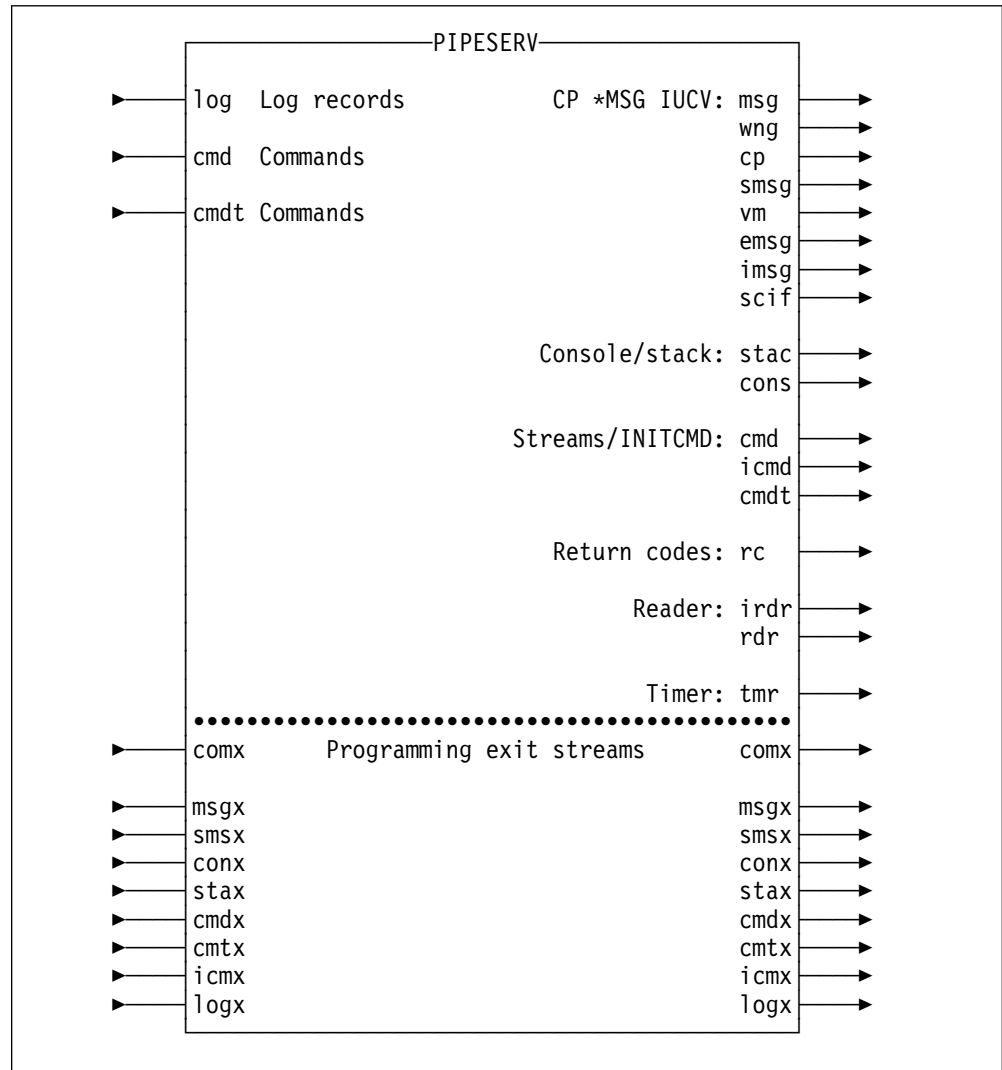 PIPESERV
log Log records CP *MSG IUCV: msg
wng
cmd Commands cp
smsg
cmdt Commands vm
emsg
imsg
scif
Console/stack: stac
cons
Streams/INITCMD: cmd
icmd
cmdt
Return codes: rc
Reader: irdr
rdr
Timer: tmr
comx Programming exit streams comx
msgx msgx
smsx smsx
conx conx
stax stax
cmdx cmdx
cmtx cmtx
icmx icmx
logx logx